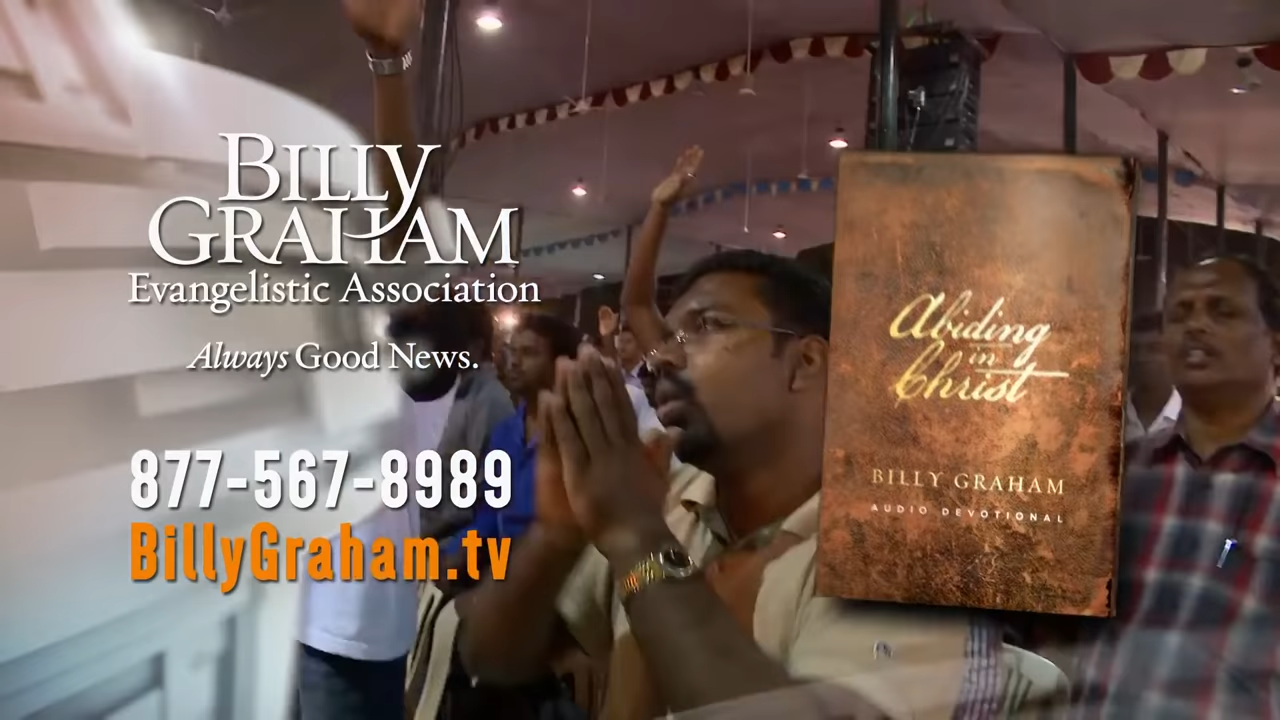 BILLY
GRAHAM
Evangelistic Association
Always Good News.
877-567-8989
BillyGraham.tv
Abiding
in
Christ
BILLY GRAHAM
AUDIO DEVOTIONAL